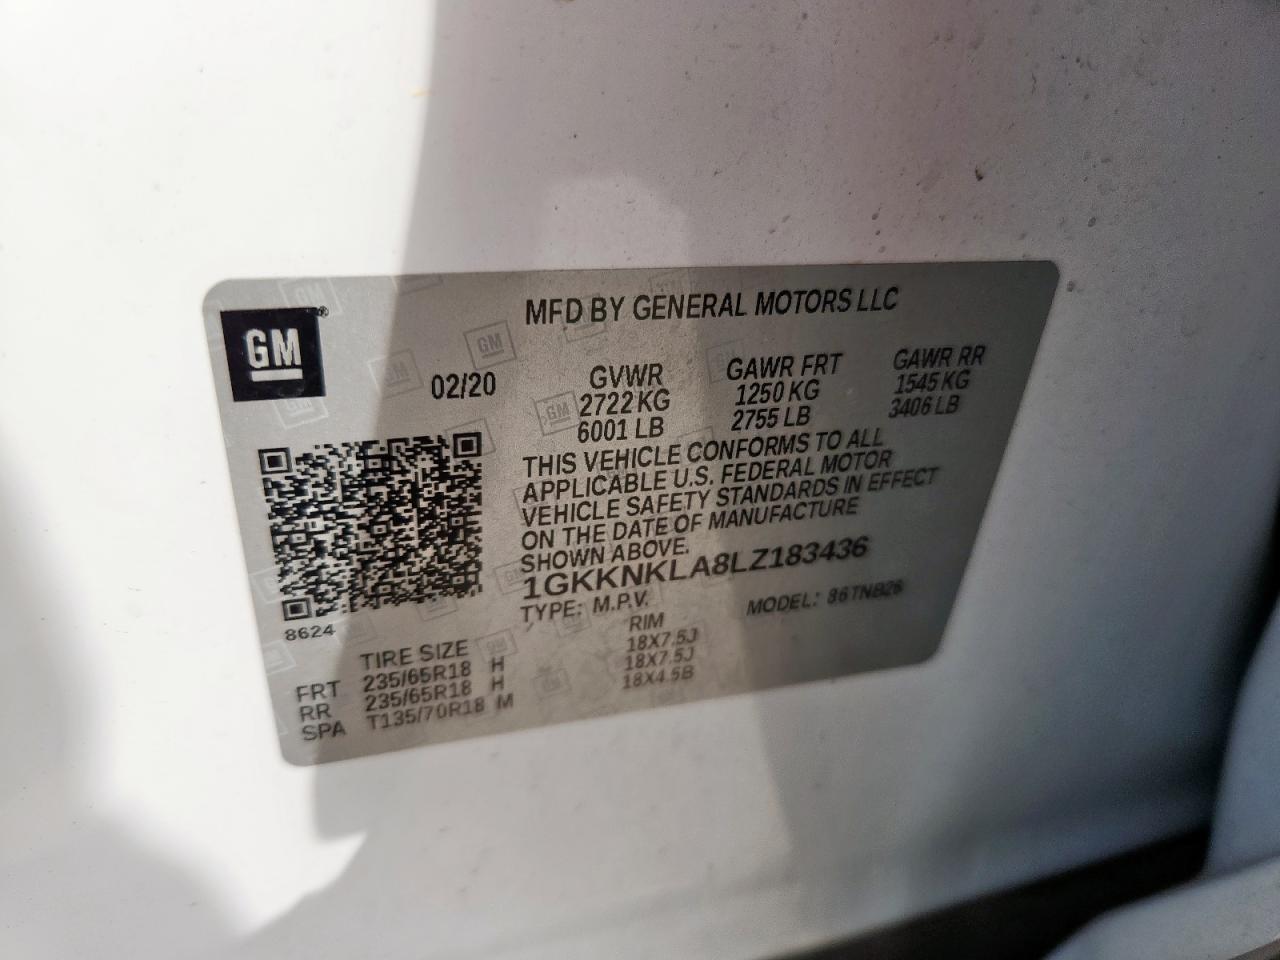 GM®
MFD BY GENERAL MOTORS LLC
02/20
GVWR GAWR FRT GAWR RR
2722 KG 1250 KG 1545 KG
6001 LB 2755 LB 3406 LB
THIS VEHICLE CONFORMS TO ALL
APPLICABLE U.S. FEDERAL MOTOR
VEHICLE SAFETY STANDARDS IN EFFECT
ON THE DATE OF MANUFACTURE
SHOWN ABOVE.
1GKKNKLA8LZ183436
TYPE: M.P.V. MODEL: 86TNB26
8624
TIRE SIZE RIM
FRT 235/65R18 H 18X7.5J
RR 235/65R18 H 18X7.5J
SPA T135/70R18 M 18X4.5B